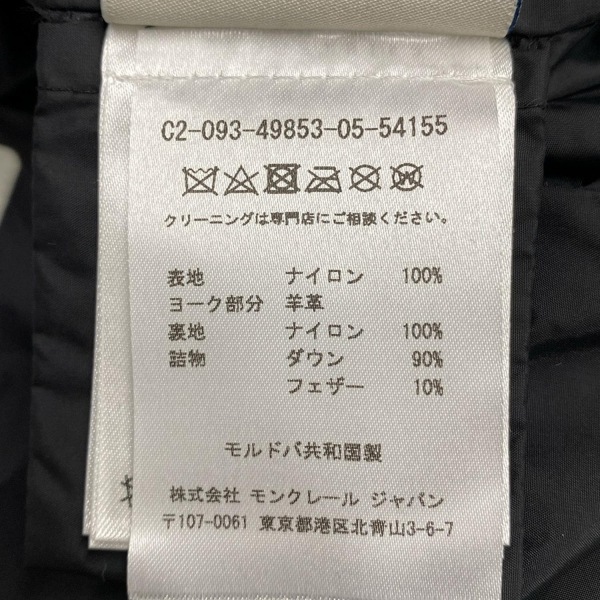 C2-093-49853-05-54155
クリーニングは専門店にご相談ください。
表地 ナイロン 100%
ヨーク部分 羊革
裏地 ナイロン 100%
詰物 ダウン 90%
フェザー 10%
モルドバ共和国製
株式会社 モンクレール ジャパン
〒107-0061 東京都港区北青山3-6-7